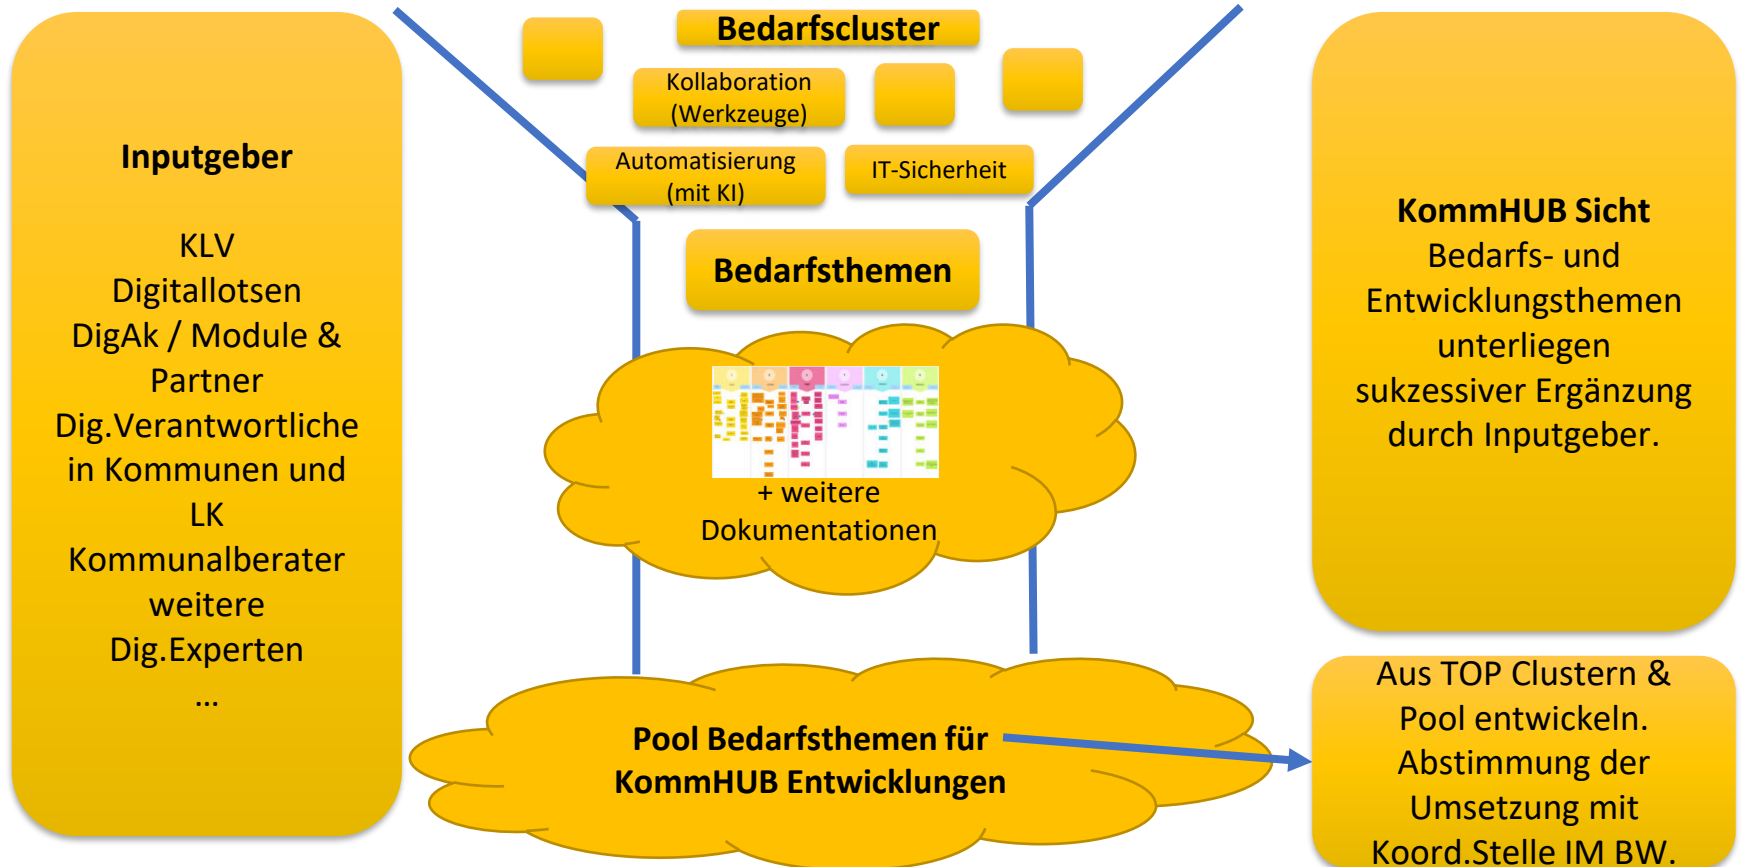 Inputgeber
KLV
Digitallotsen
DigAk / Module &
Partner
Dig.Verantwortliche
in Kommunen und
LK
Kommunalberater
weitere
Dig.Experten
...
Bedarfscluster
Kollaboration
(Werkzeuge)
Automatisierung
(mit KI)
IT-Sicherheit
Bedarfsthemen
+ weitere
Dokumentationen
Pool Bedarfsthemen für
KommHUB Entwicklungen
KommHUB Sicht
Bedarfs- und
Entwicklungsthemen
unterliegen
sukzessiver Ergänzung
durch Inputgeber.
Aus TOP Clustern &
Pool entwickeln.
Abstimmung der
Umsetzung mit
Koord.Stelle IM BW.